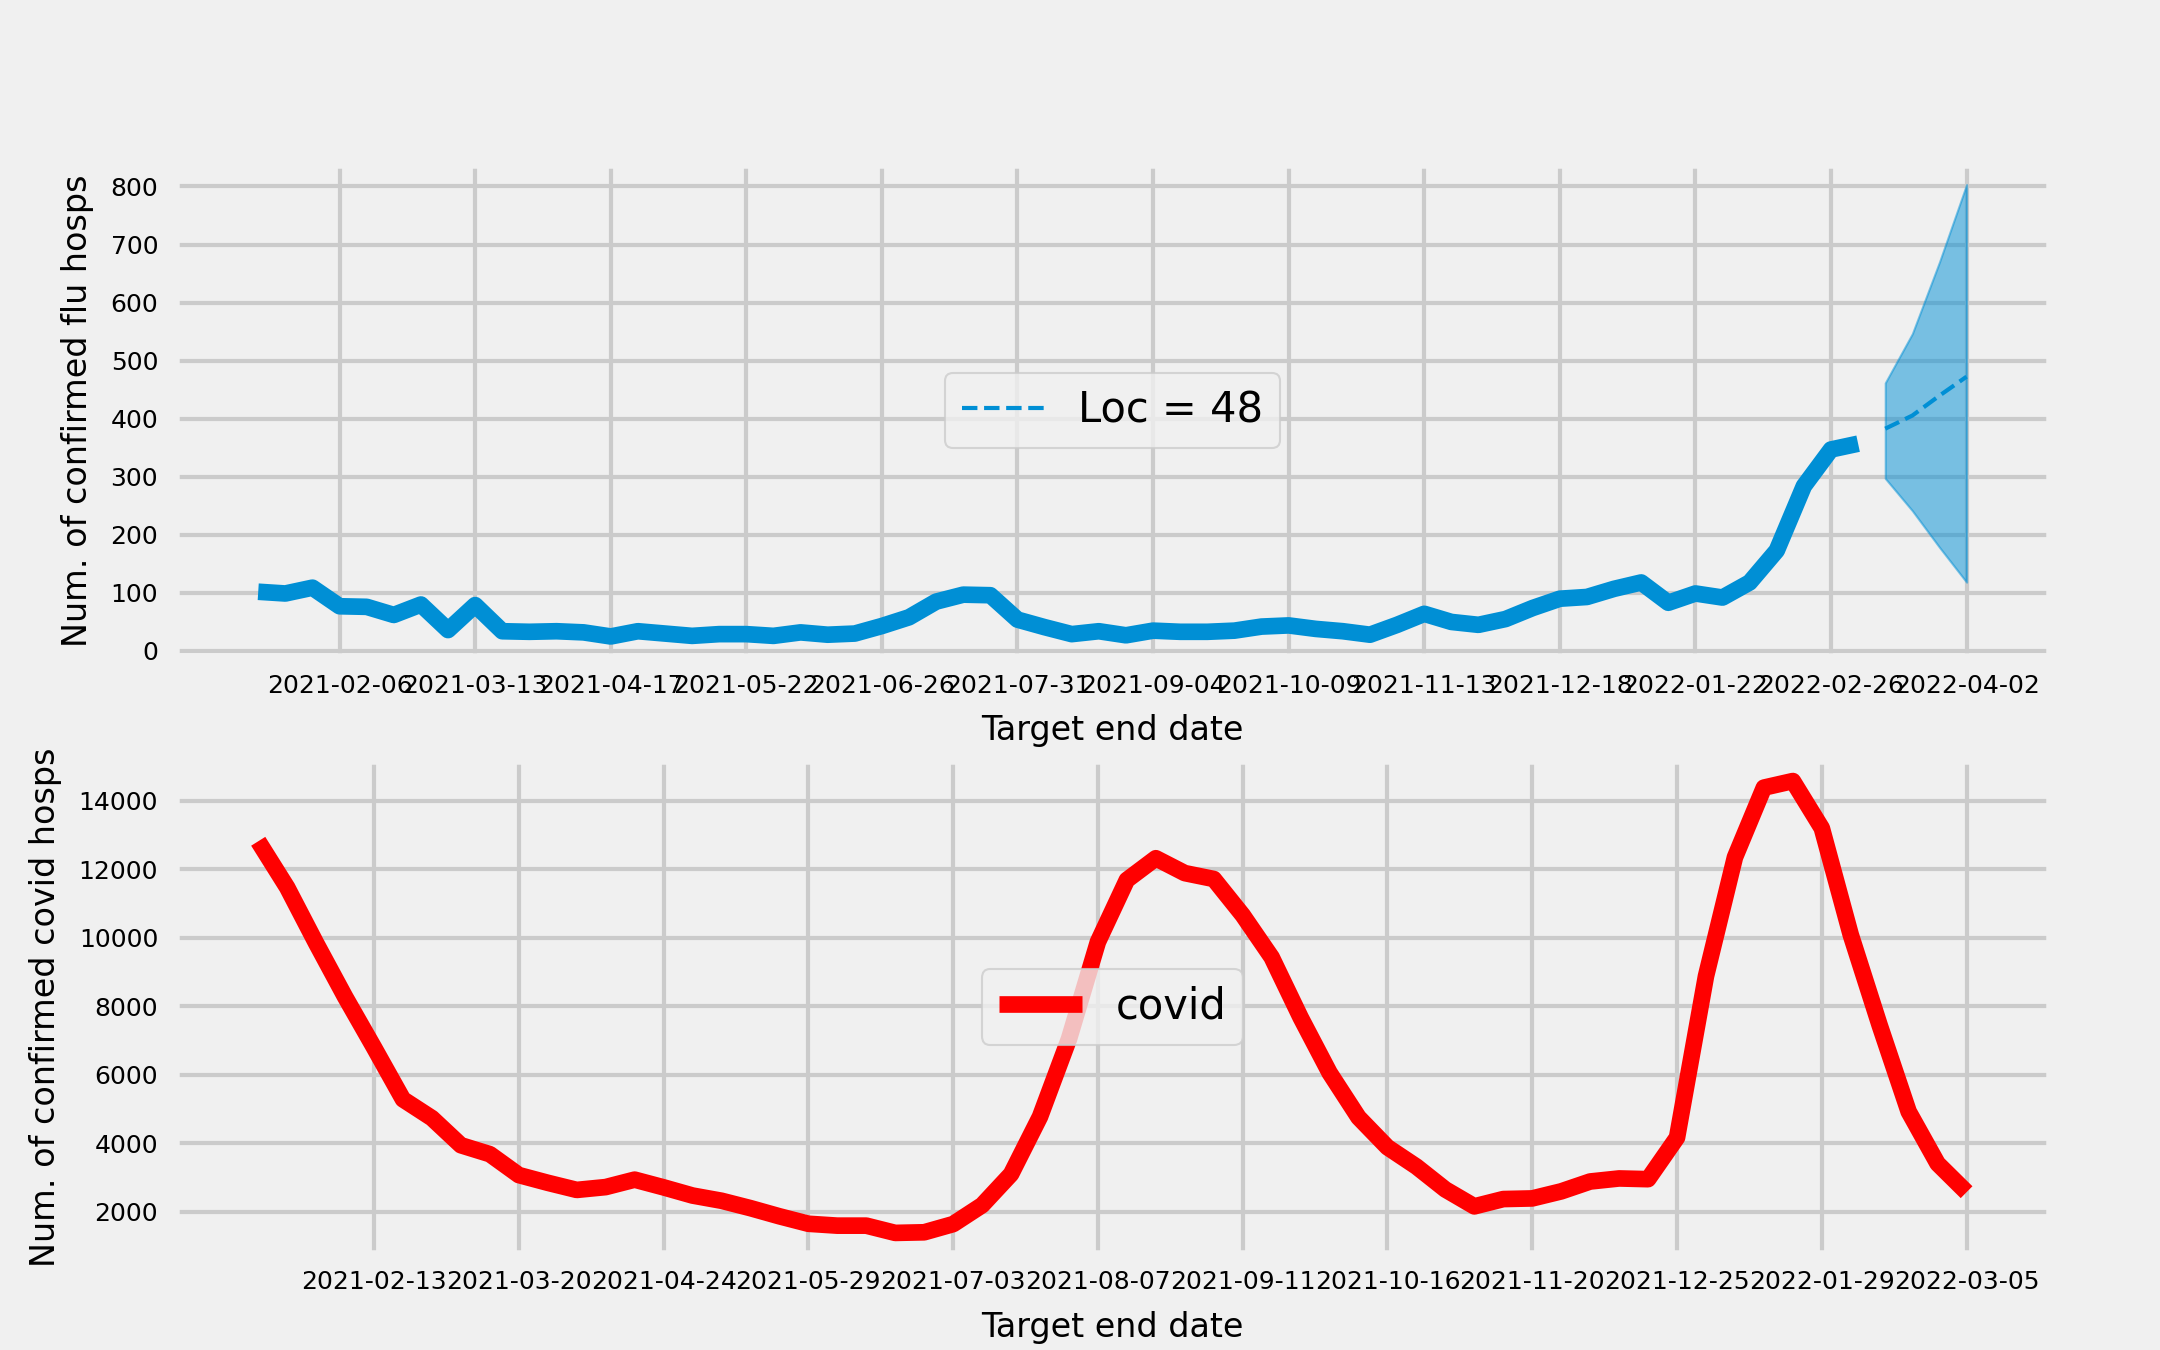 Num. of confirmed flu hosps
800
700
600
500
400
300
200
100
0
Loc = 48
2021-02-06 2021-03-13 2021-04-17 2021-05-22 2021-06-26 2021-07-31 2021-09-04 2021-10-09 2021-11-13 2021-12-18 2022-01-22 2022-02-26 2022-04-02
Target end date
Num. of confirmed covid hosps
14000
12000
10000
8000
6000
4000
2000
covid
2021-02-13 2021-03-20 2021-04-24 2021-05-29 2021-07-03 2021-08-07 2021-09-11 2021-10-16 2021-11-20 2021-12-25 2022-01-29 2022-03-05
Target end date